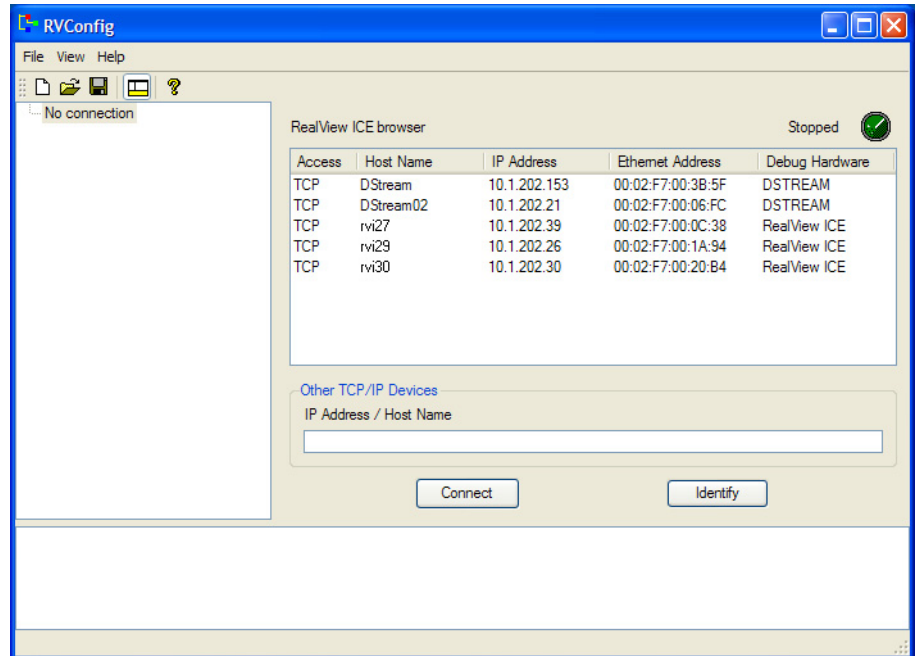 RVConfig
File View Help
No connection
RealView ICE browser Stopped
Access Host Name IP Address Ethernet Address Debug Hardware
TCP DStream 10.1.202.153 00:02:F7:00:3B:5F DSTREAM
TCP DStream02 10.1.202.21 00:02:F7:00:06:FC DSTREAM
TCP rvi27 10.1.202.39 00:02:F7:00:0C:38 RealView ICE
TCP rvi29 10.1.202.26 00:02:F7:00:1A:94 RealView ICE
TCP rvi30 10.1.202.30 00:02:F7:00:20:B4 RealView ICE
Other TCP/IP Devices
IP Address / Host Name
Connect Identify